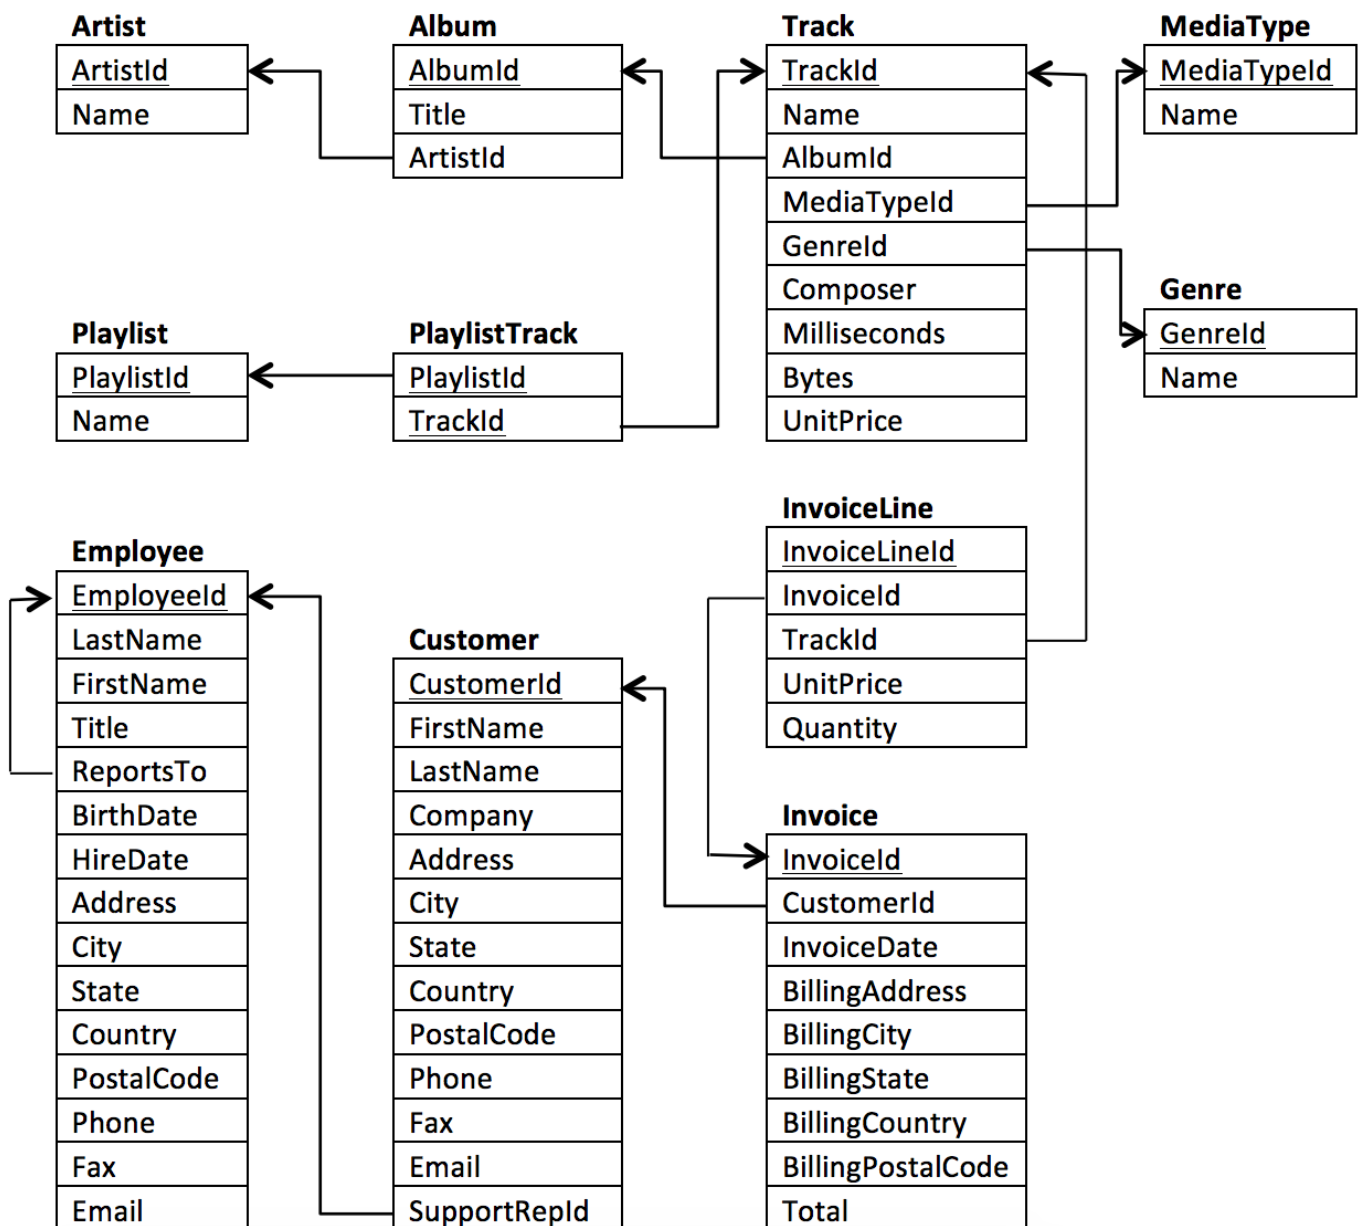 Artist
ArtistId
Name
Album
AlbumId
Title
ArtistId
Track
TrackId
Name
AlbumId
MediaTypeId
GenreId
Composer
Milliseconds
Bytes
UnitPrice
MediaType
MediaTypeId
Name
Genre
GenreId
Name
Playlist
PlaylistId
Name
PlaylistTrack
PlaylistId
TrackId
Employee
EmployeeId
LastName
FirstName
Title
ReportsTo
BirthDate
HireDate
Address
City
State
Country
PostalCode
Phone
Fax
Email
Customer
CustomerId
FirstName
LastName
Company
Address
City
State
Country
PostalCode
Phone
Fax
Email
SupportRepId
InvoiceLine
InvoiceLineId
InvoiceId
TrackId
UnitPrice
Quantity
Invoice
InvoiceId
CustomerId
InvoiceDate
BillingAddress
BillingCity
BillingState
BillingCountry
BillingPostalCode
Total